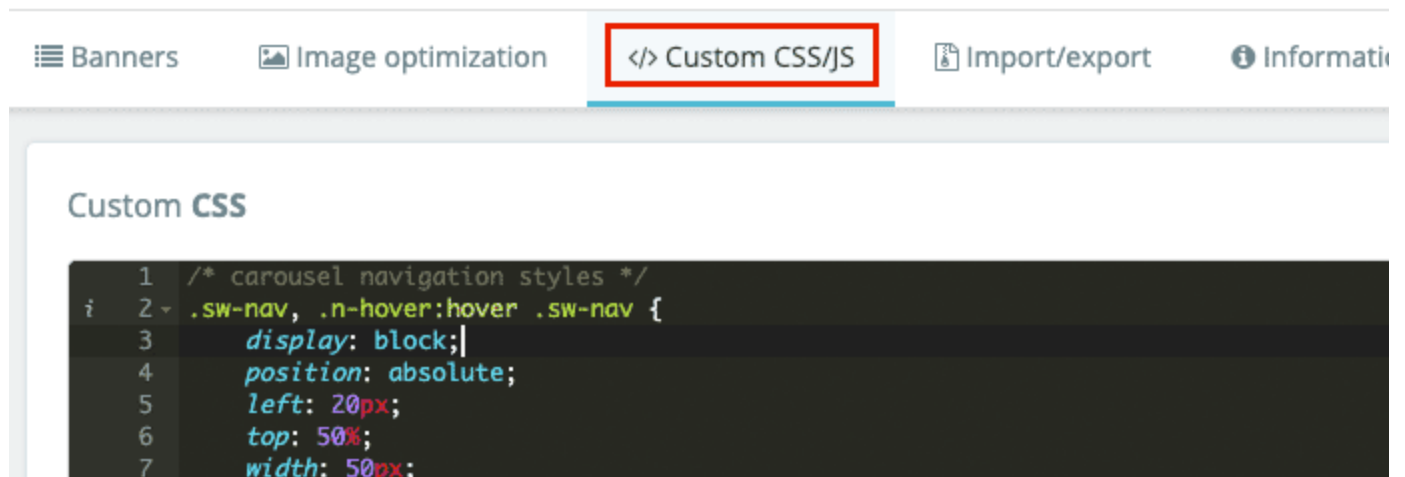 Banners Image optimization </> Custom CSS/JS Import/export Informatio
Custom CSS
1 /* carousel navigation styles */
i 2 .sw-nav, .n-hover:hover .sw-nav {
3 display: block;
4 position: absolute;
5 left: 20px;
6 top: 50%;
7 width: 50px;